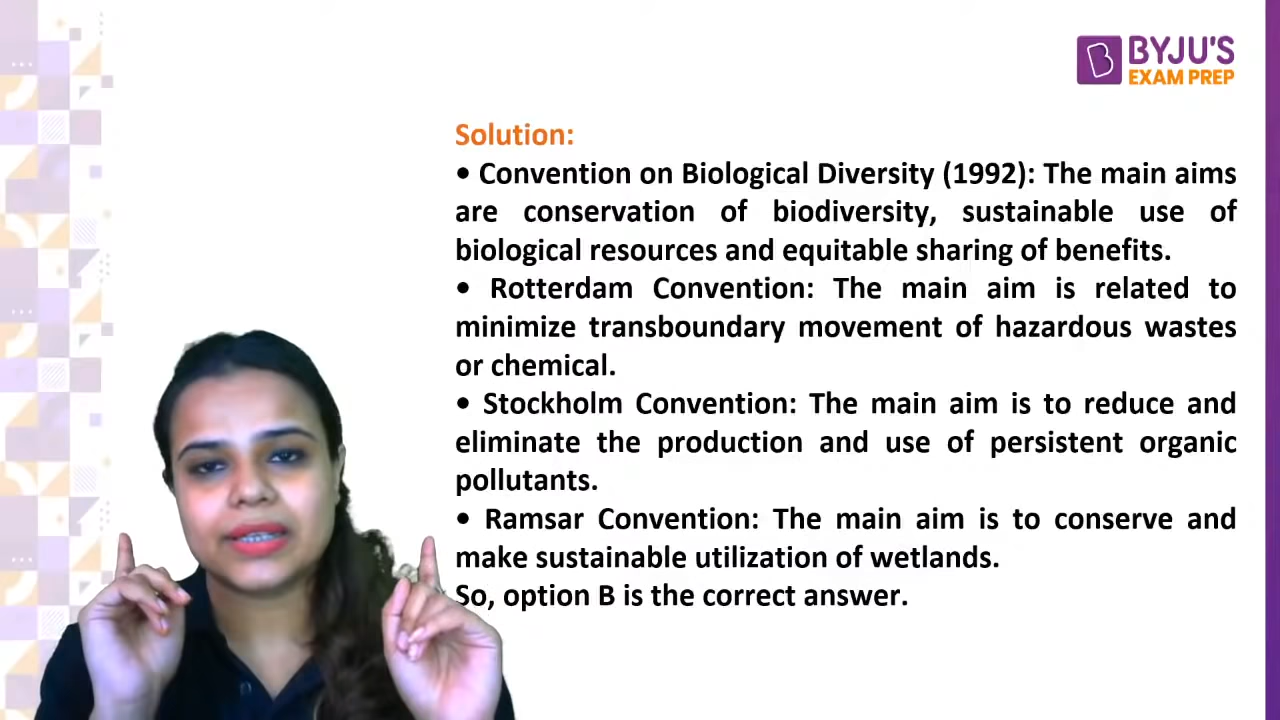 BYJU'S
EXAM PREP
Solution:
• Convention on Biological Diversity (1992): The main aims
are conservation of biodiversity, sustainable use of
biological resources and equitable sharing of benefits.
• Rotterdam Convention: The main aim is related to
minimize transboundary movement of hazardous wastes
or chemical.
• Stockholm Convention: The main aim is to reduce and
eliminate the production and use of persistent organic
pollutants.
• Ramsar Convention: The main aim is to conserve and
make sustainable utilization of wetlands.
So, option B is the correct answer.